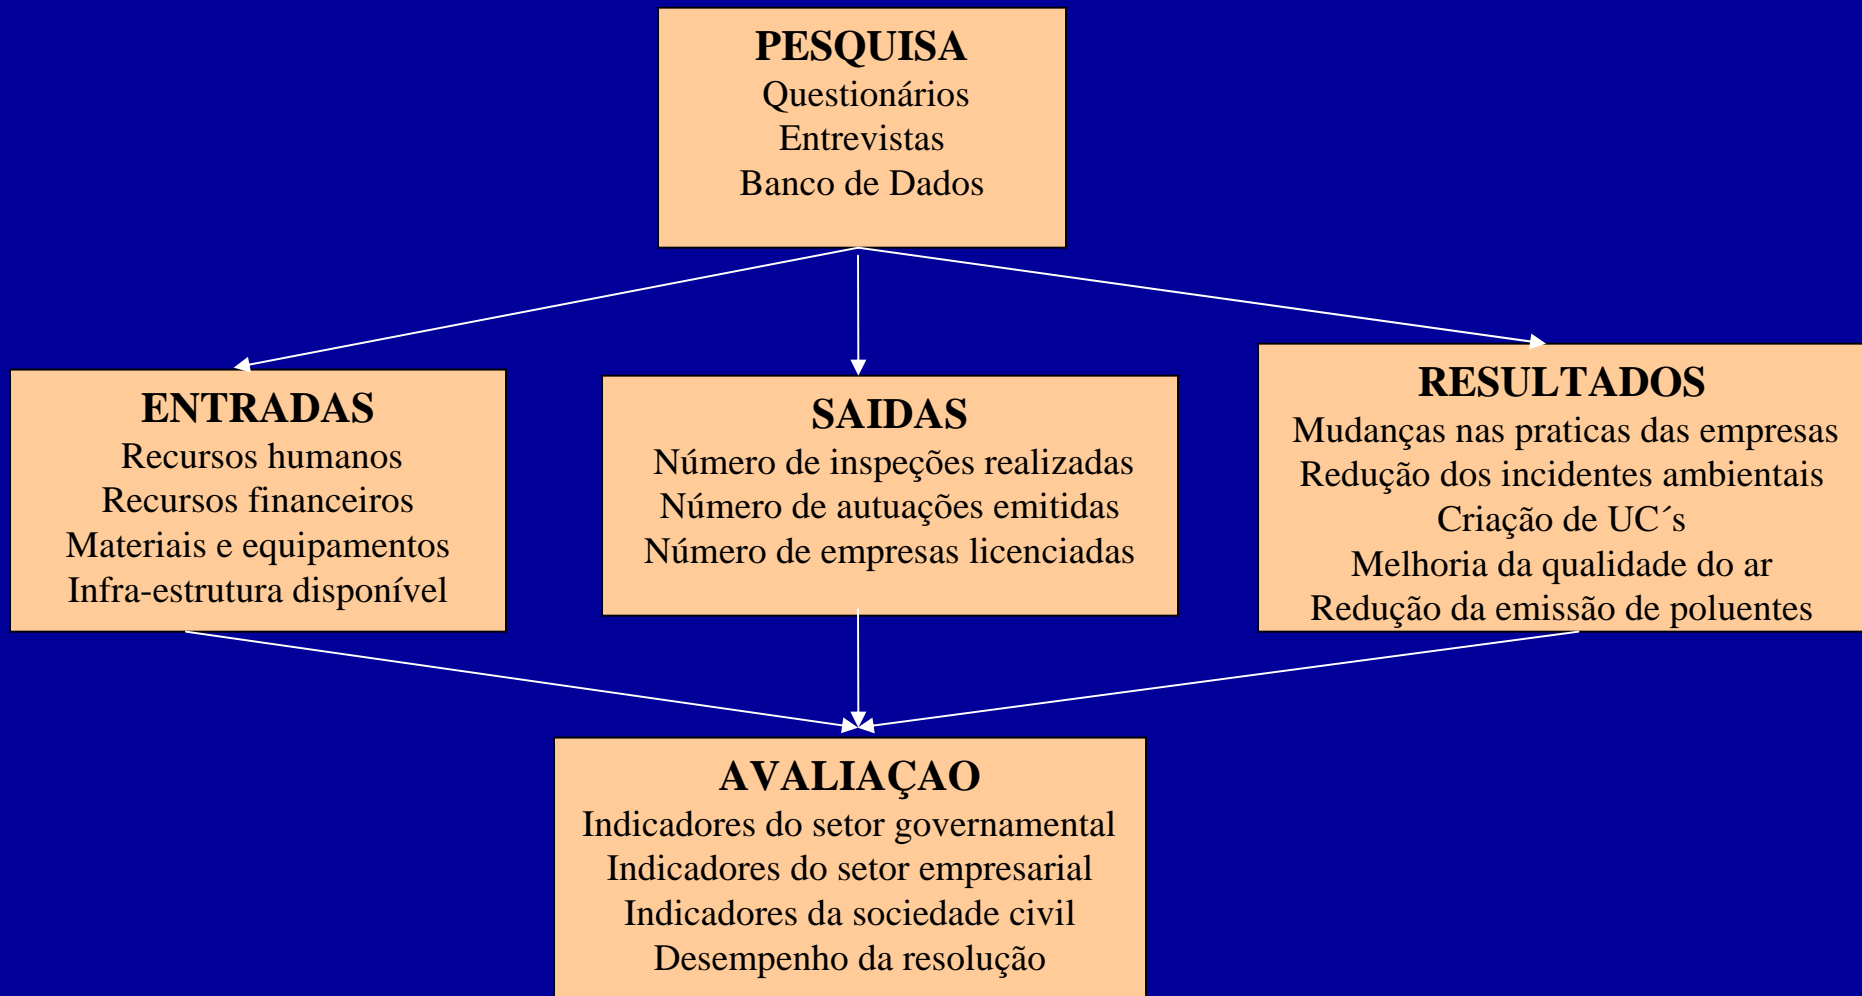 PESQUISA
Questionários
Entrevistas
Banco de Dados
ENTRADAS
Recursos humanos
Recursos financeiros
Materiais e equipamentos
Infra-estrutura disponível
SAIDAS
Número de inspeções realizadas
Número de autuações emitidas
Número de empresas licenciadas
RESULTADOS
Mudanças nas praticas das empresas
Redução dos incidentes ambientais
Criação de UC´s
Melhoria da qualidade do ar
Redução da emissão de poluentes
AVALIAÇAO
Indicadores do setor governamental
Indicadores do setor empresarial
Indicadores da sociedade civil
Desempenho da resolução